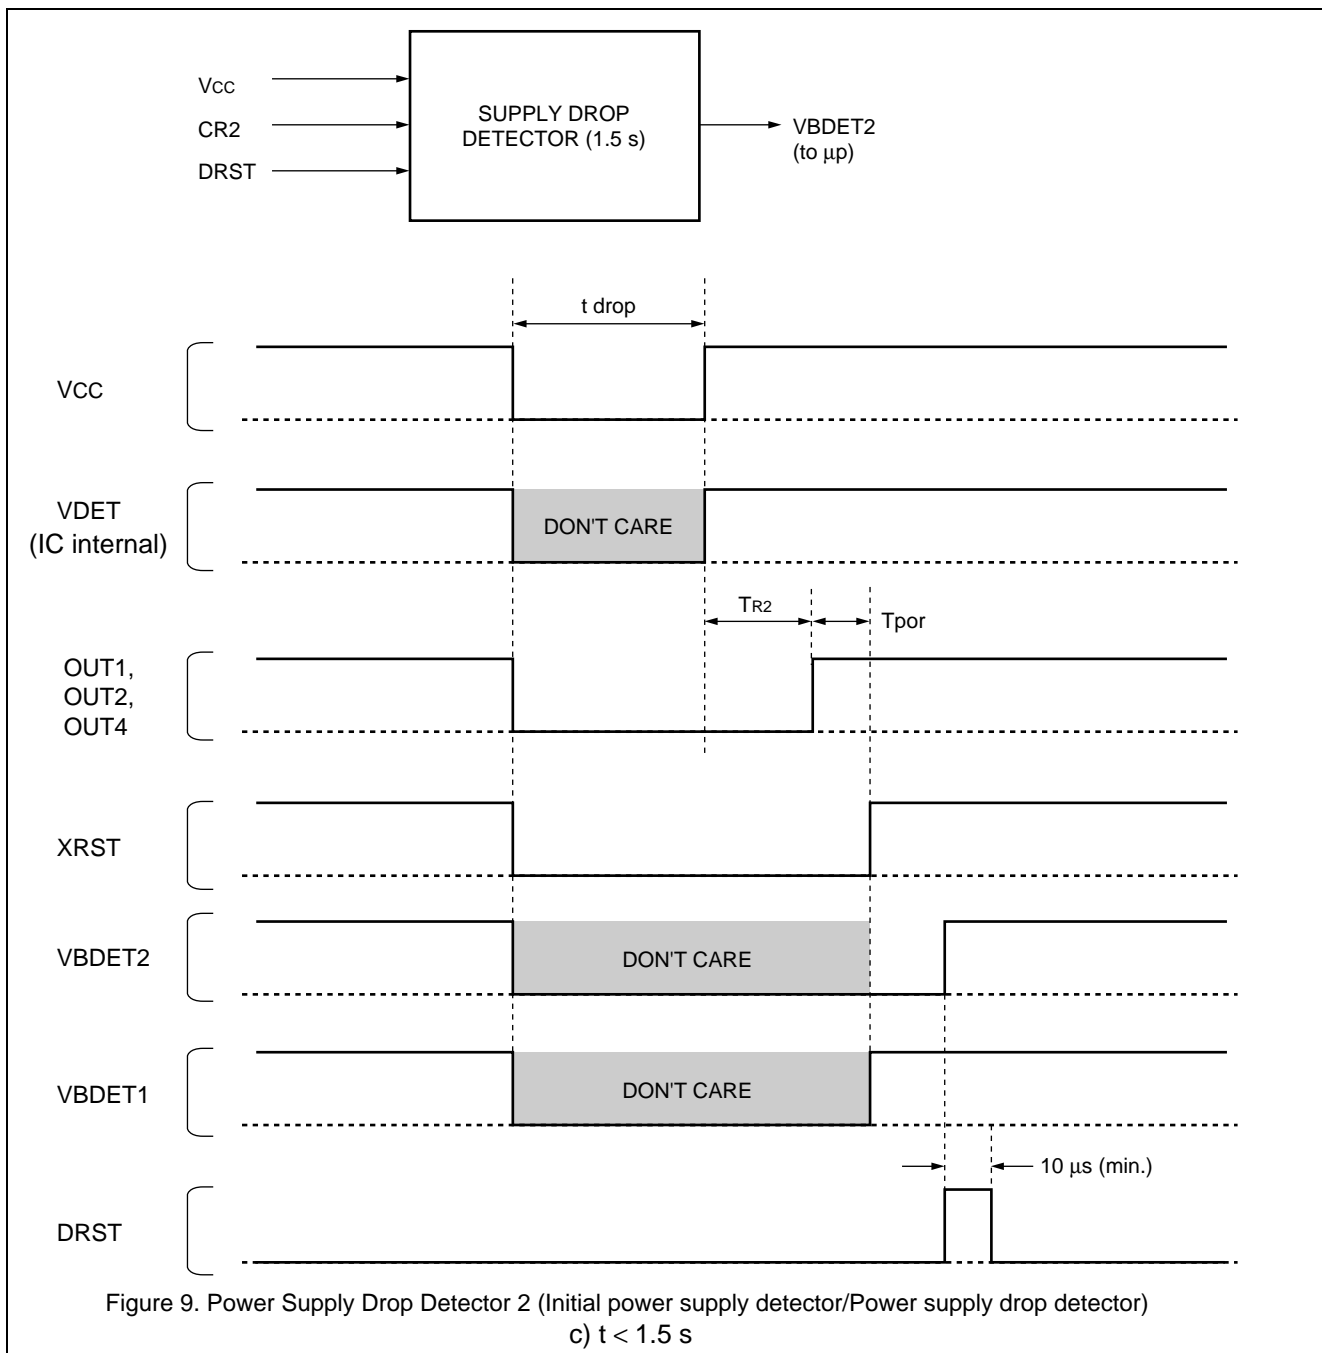 VCC
CR2
DRST
SUPPLY DROP
DETECTOR (1.5 s)
VBDET2
(to μp)
t drop
VCC
VDET
(IC internal)
DON'T CARE
TR2
Tpor
OUT1,
OUT2,
OUT4
XRST
VBDET2
DON'T CARE
VBDET1
DON'T CARE
10 μs (min.)
DRST
Figure 9. Power Supply Drop Detector 2 (Initial power supply detector/Power supply drop detector)
c) t < 1.5 s